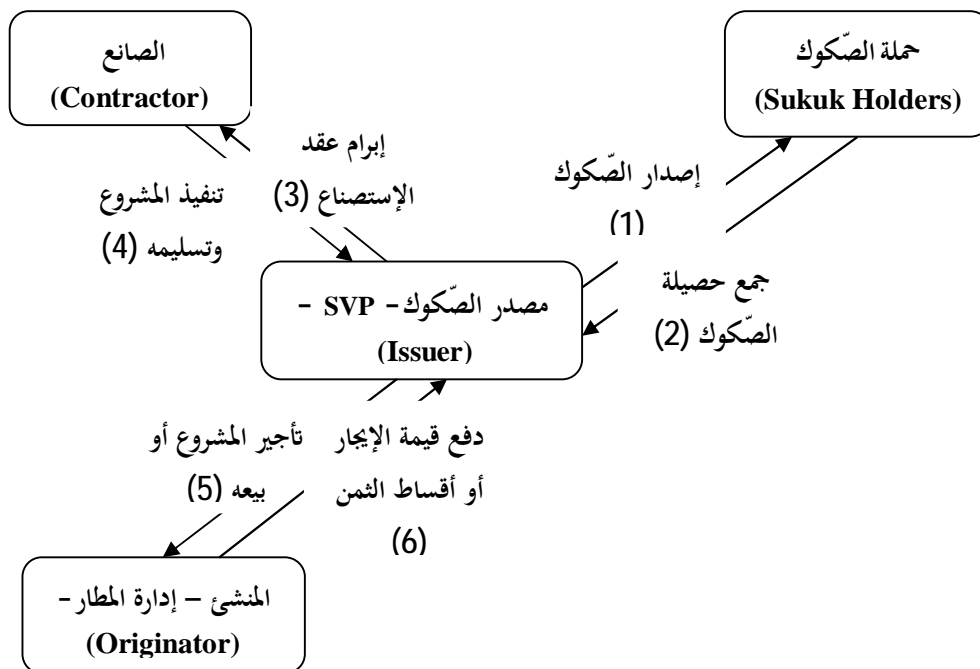 الصانع
(Contractor)
حملة الصّكوك
(Sukuk Holders)
إبرام عقد
الإستصناع (3)
إصدار الصّكوك
(1)
تنفيذ المشروع
وتسليمه (4)
جمع حصيلة
الصّكوك (2)
مصدر الصّكوك – SVP –
(Issuer)
دفع قيمة الإيجار
أو أقساط الثمن
(6)
تأجير المشروع أو
بيعه (5)
المنشئ – إدارة المطار –
(Originator)